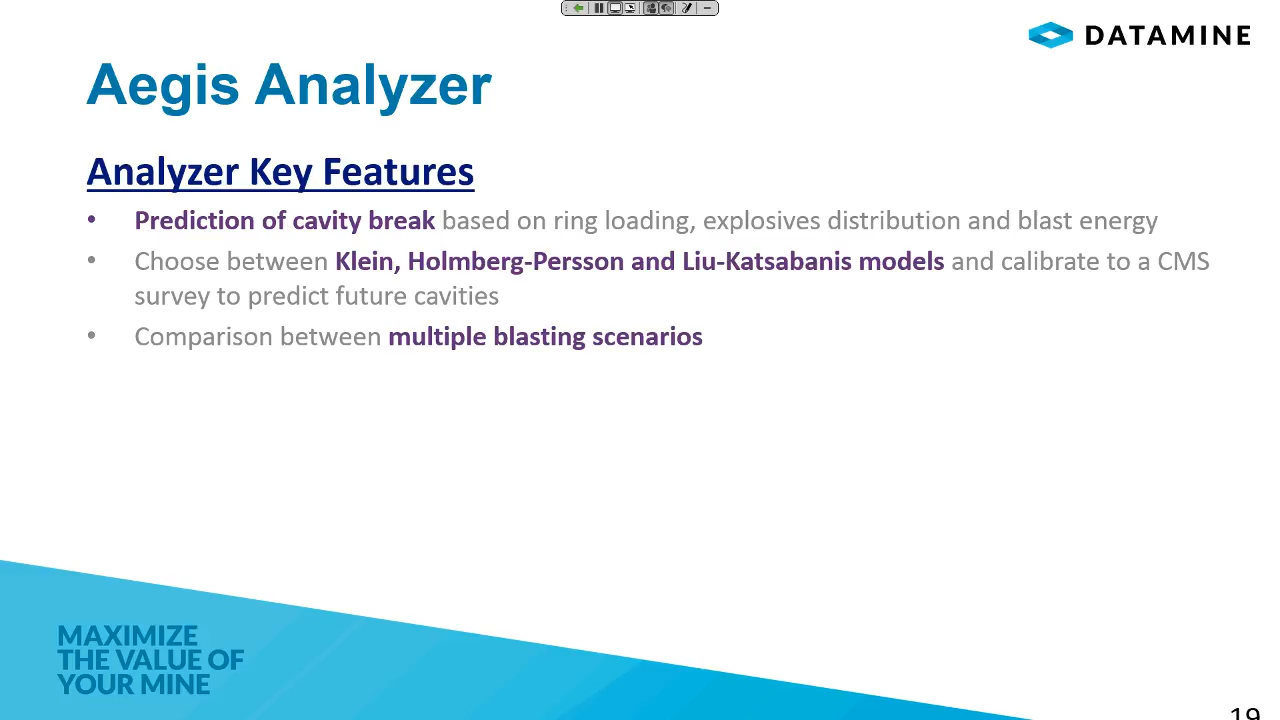 DATAMINE
Aegis Analyzer
Analyzer Key Features
• Prediction of cavity break based on ring loading, explosives distribution and blast energy
• Choose between Klein, Holmberg-Persson and Liu-Katsabanis models and calibrate to a CMS
survey to predict future cavities
• Comparison between multiple blasting scenarios
MAXIMIZE
THE VALUE OF
YOUR MINE
19